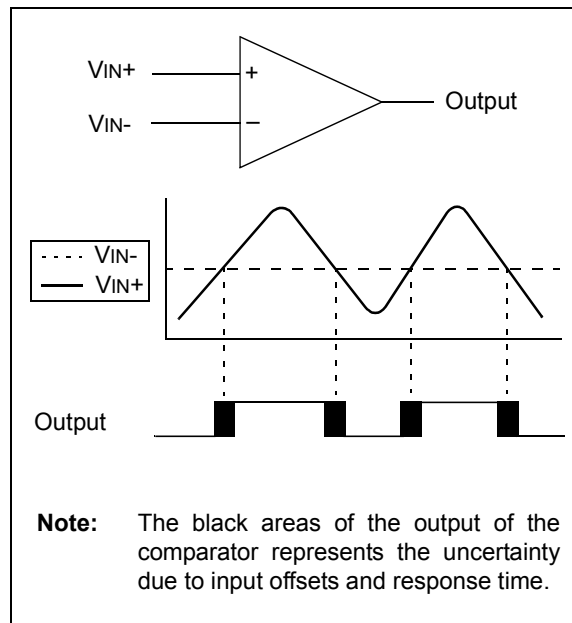 VIN+
+
Output
VIN-
–
VIN-
VIN+
Output
Note: The black areas of the output of the
comparator represents the uncertainty
due to input offsets and response time.